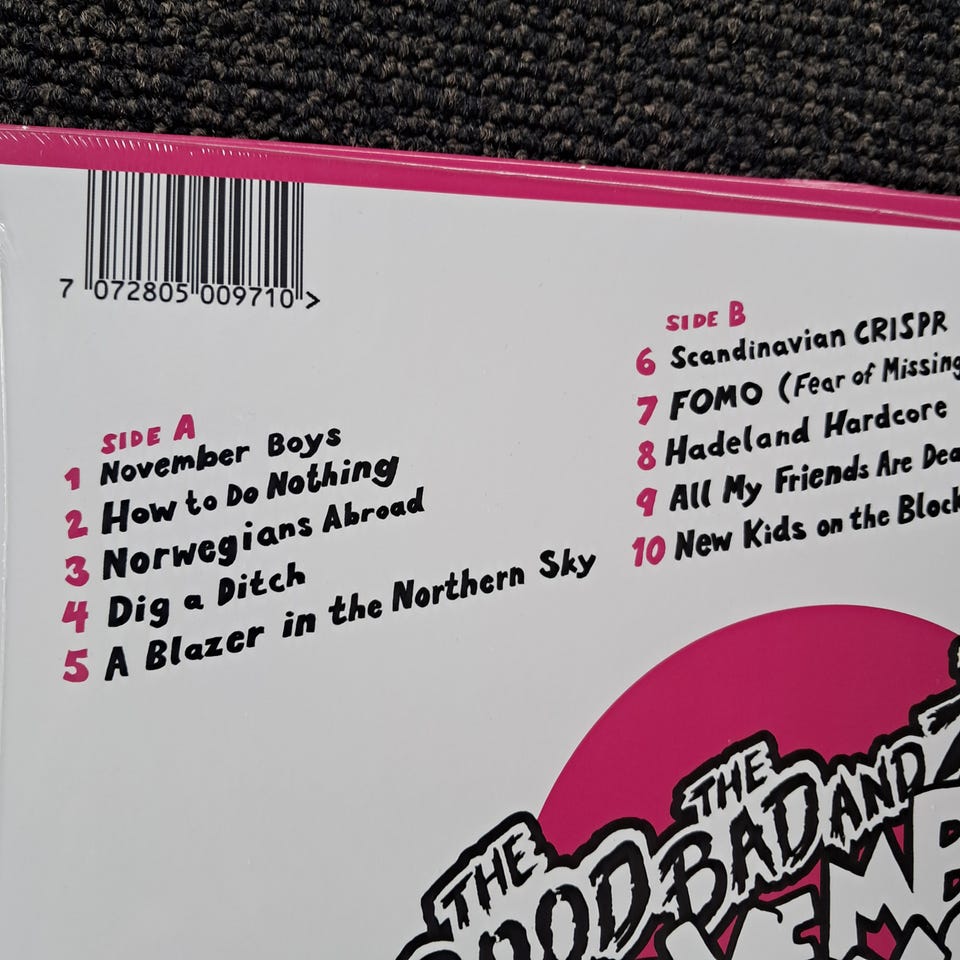 7 072805 009710 >
SIDE A
1 November Boys
2 How to Do Nothing
3 Norwegians Abroad
4 Dig a Ditch
5 A Blazer in the Northern Sky
SIDE B
6 Scandinavian CRISPR
7 FOMO (Fear of Missing
8 Hadeland Hardcore
9 All My Friends Are
10 New Kids on the Block
THE
THE
BAD AND